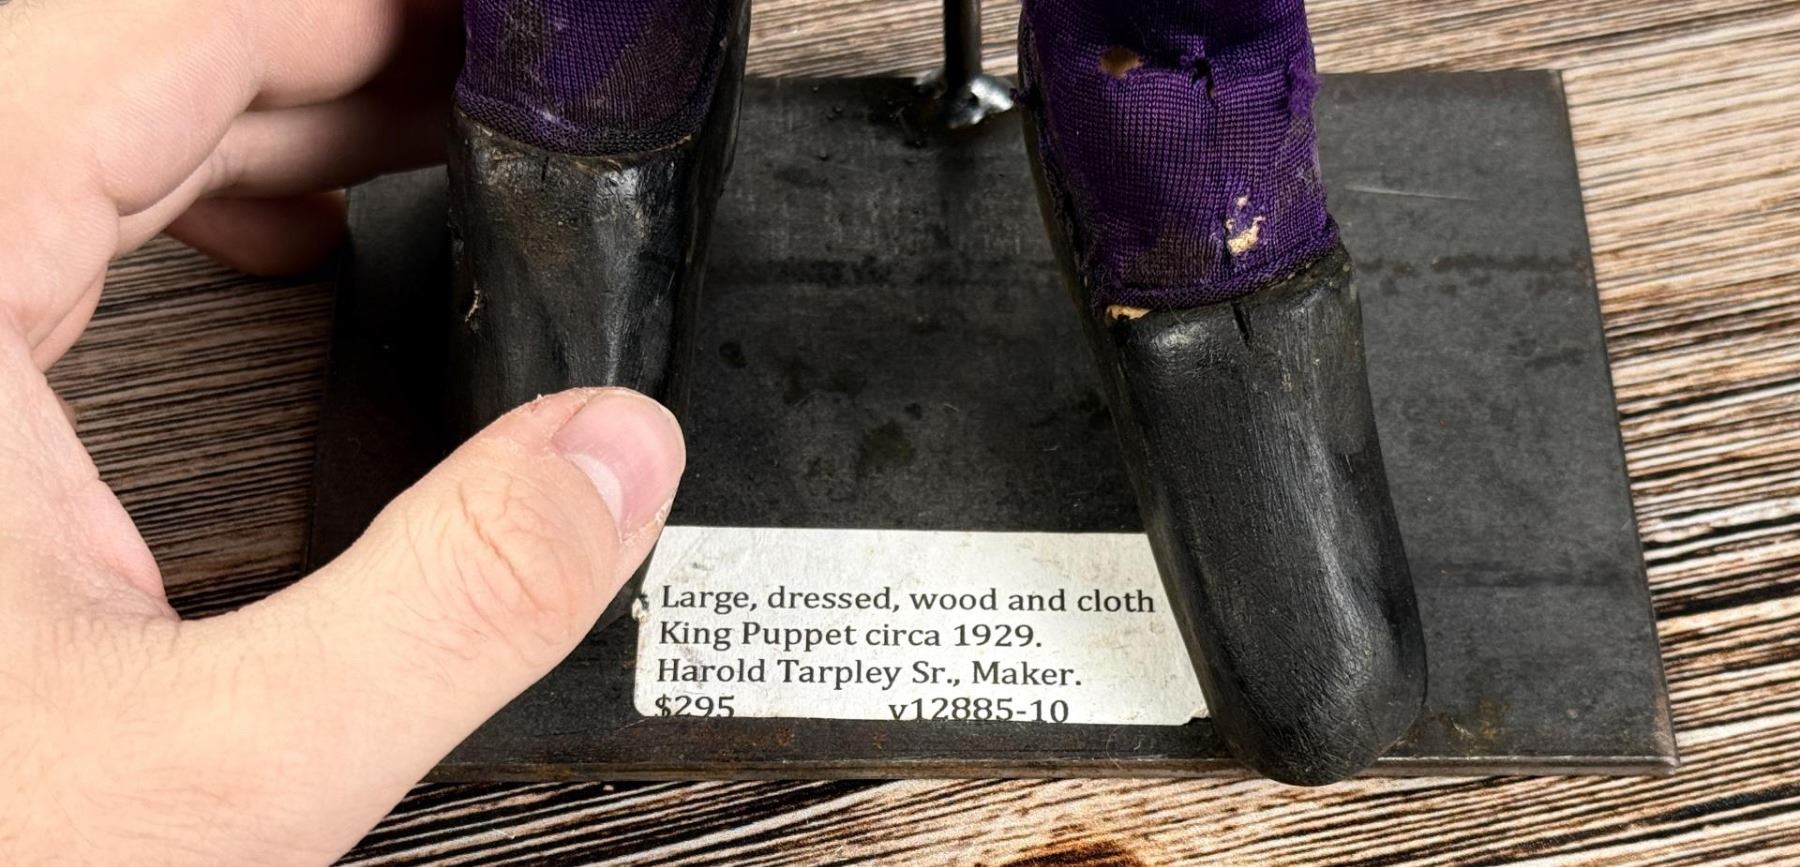 Large, dressed, wood and cloth
King Puppet circa 1929.
Harold Tarpley Sr., Maker.
$295 v12885-10